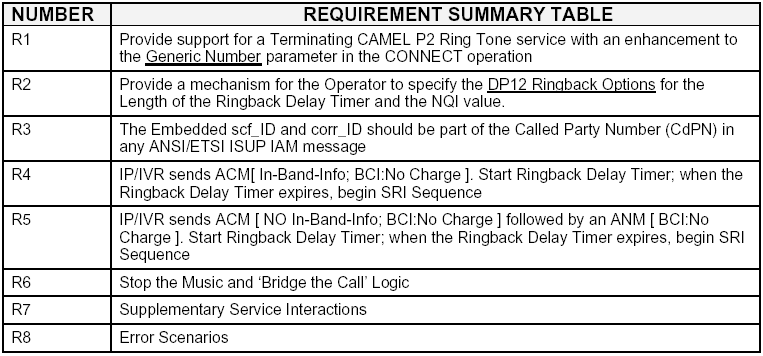 NUMBER REQUIREMENT SUMMARY TABLE
R1 Provide support for a Terminating CAMEL P2 Ring Tone service with an enhancement to
the Generic Number parameter in the CONNECT operation
R2 Provide a mechanism for the Operator to specify the DP12 Ringback Options for the
Length of the Ringback Delay Timer and the NQI value.
R3 The Embedded scf_ID and corr_ID should be part of the Called Party Number (CdPN) in
any ANSI/ETSI ISUP IAM message
R4 IP/IVR sends ACM[ In-Band-Info; BCI:No Charge ]. Start Ringback Delay Timer; when the
Ringback Delay Timer expires, begin SRI Sequence
R5 IP/IVR sends ACM [ NO In-Band-Info; BCI:No Charge ] followed by an ANM [ BCI:No
Charge ]. Start Ringback Delay Timer; when the Ringback Delay Timer expires, begin SRI
Sequence
R6 Stop the Music and ‘Bridge the Call’ Logic
R7 Supplementary Service Interactions
R8 Error Scenarios